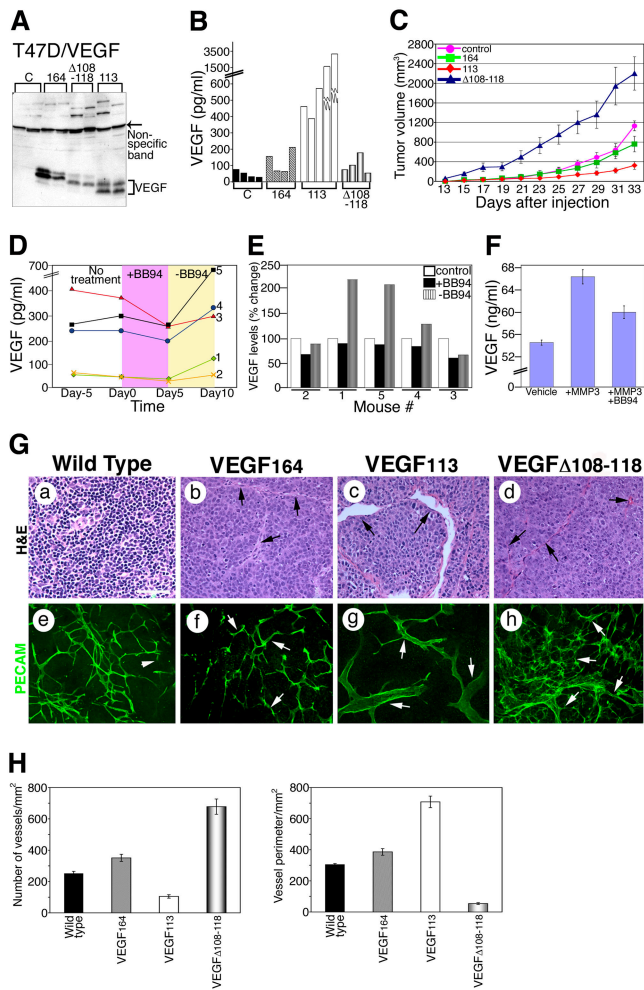 A
T47D/VEGF
C 164 Δ108 -118 113
Non-
specific
band
VEGF
B
VEGF (pg/ml)
3500
2500
600
500
400
300
200
100
0
C 164 113 Δ108
-118
C
Tumor volume (mm3)
2800
2400
2000
1600
1200
800
400
0
control
164
113
Δ108-118
13 15 17 19 21 23 25 27 29 31 33
Days after injection
D
VEGF (pg/ml)
700
600
400
300
200
100
0
No
treatment
+BB94
-BB94
5
4
3
1
2
Day-5 Day0 Day5 Day10
Time
E
VEGF levels (% change)
250
200
150
100
50
0
control
+BB94
-BB94
2 1 5 4 3
Mouse #
F
VEGF (ng/ml)
68
64
60
56
52
0
Vehicle +MMP3 +MMP3
+BB94
G
Wild Type VEGF164 VEGF113 VEGFΔ108-118
H&E
a b c d
PECAM
e f g h
H
Number of vessels/mm2
800
600
400
200
0
Wild
type
VEGF164
VEGF113
VEGFΔ108-118
Vessel perimeter/mm2
800
600
400
200
0
Wild
type
VEGF164
VEGF113
VEGFΔ108-118